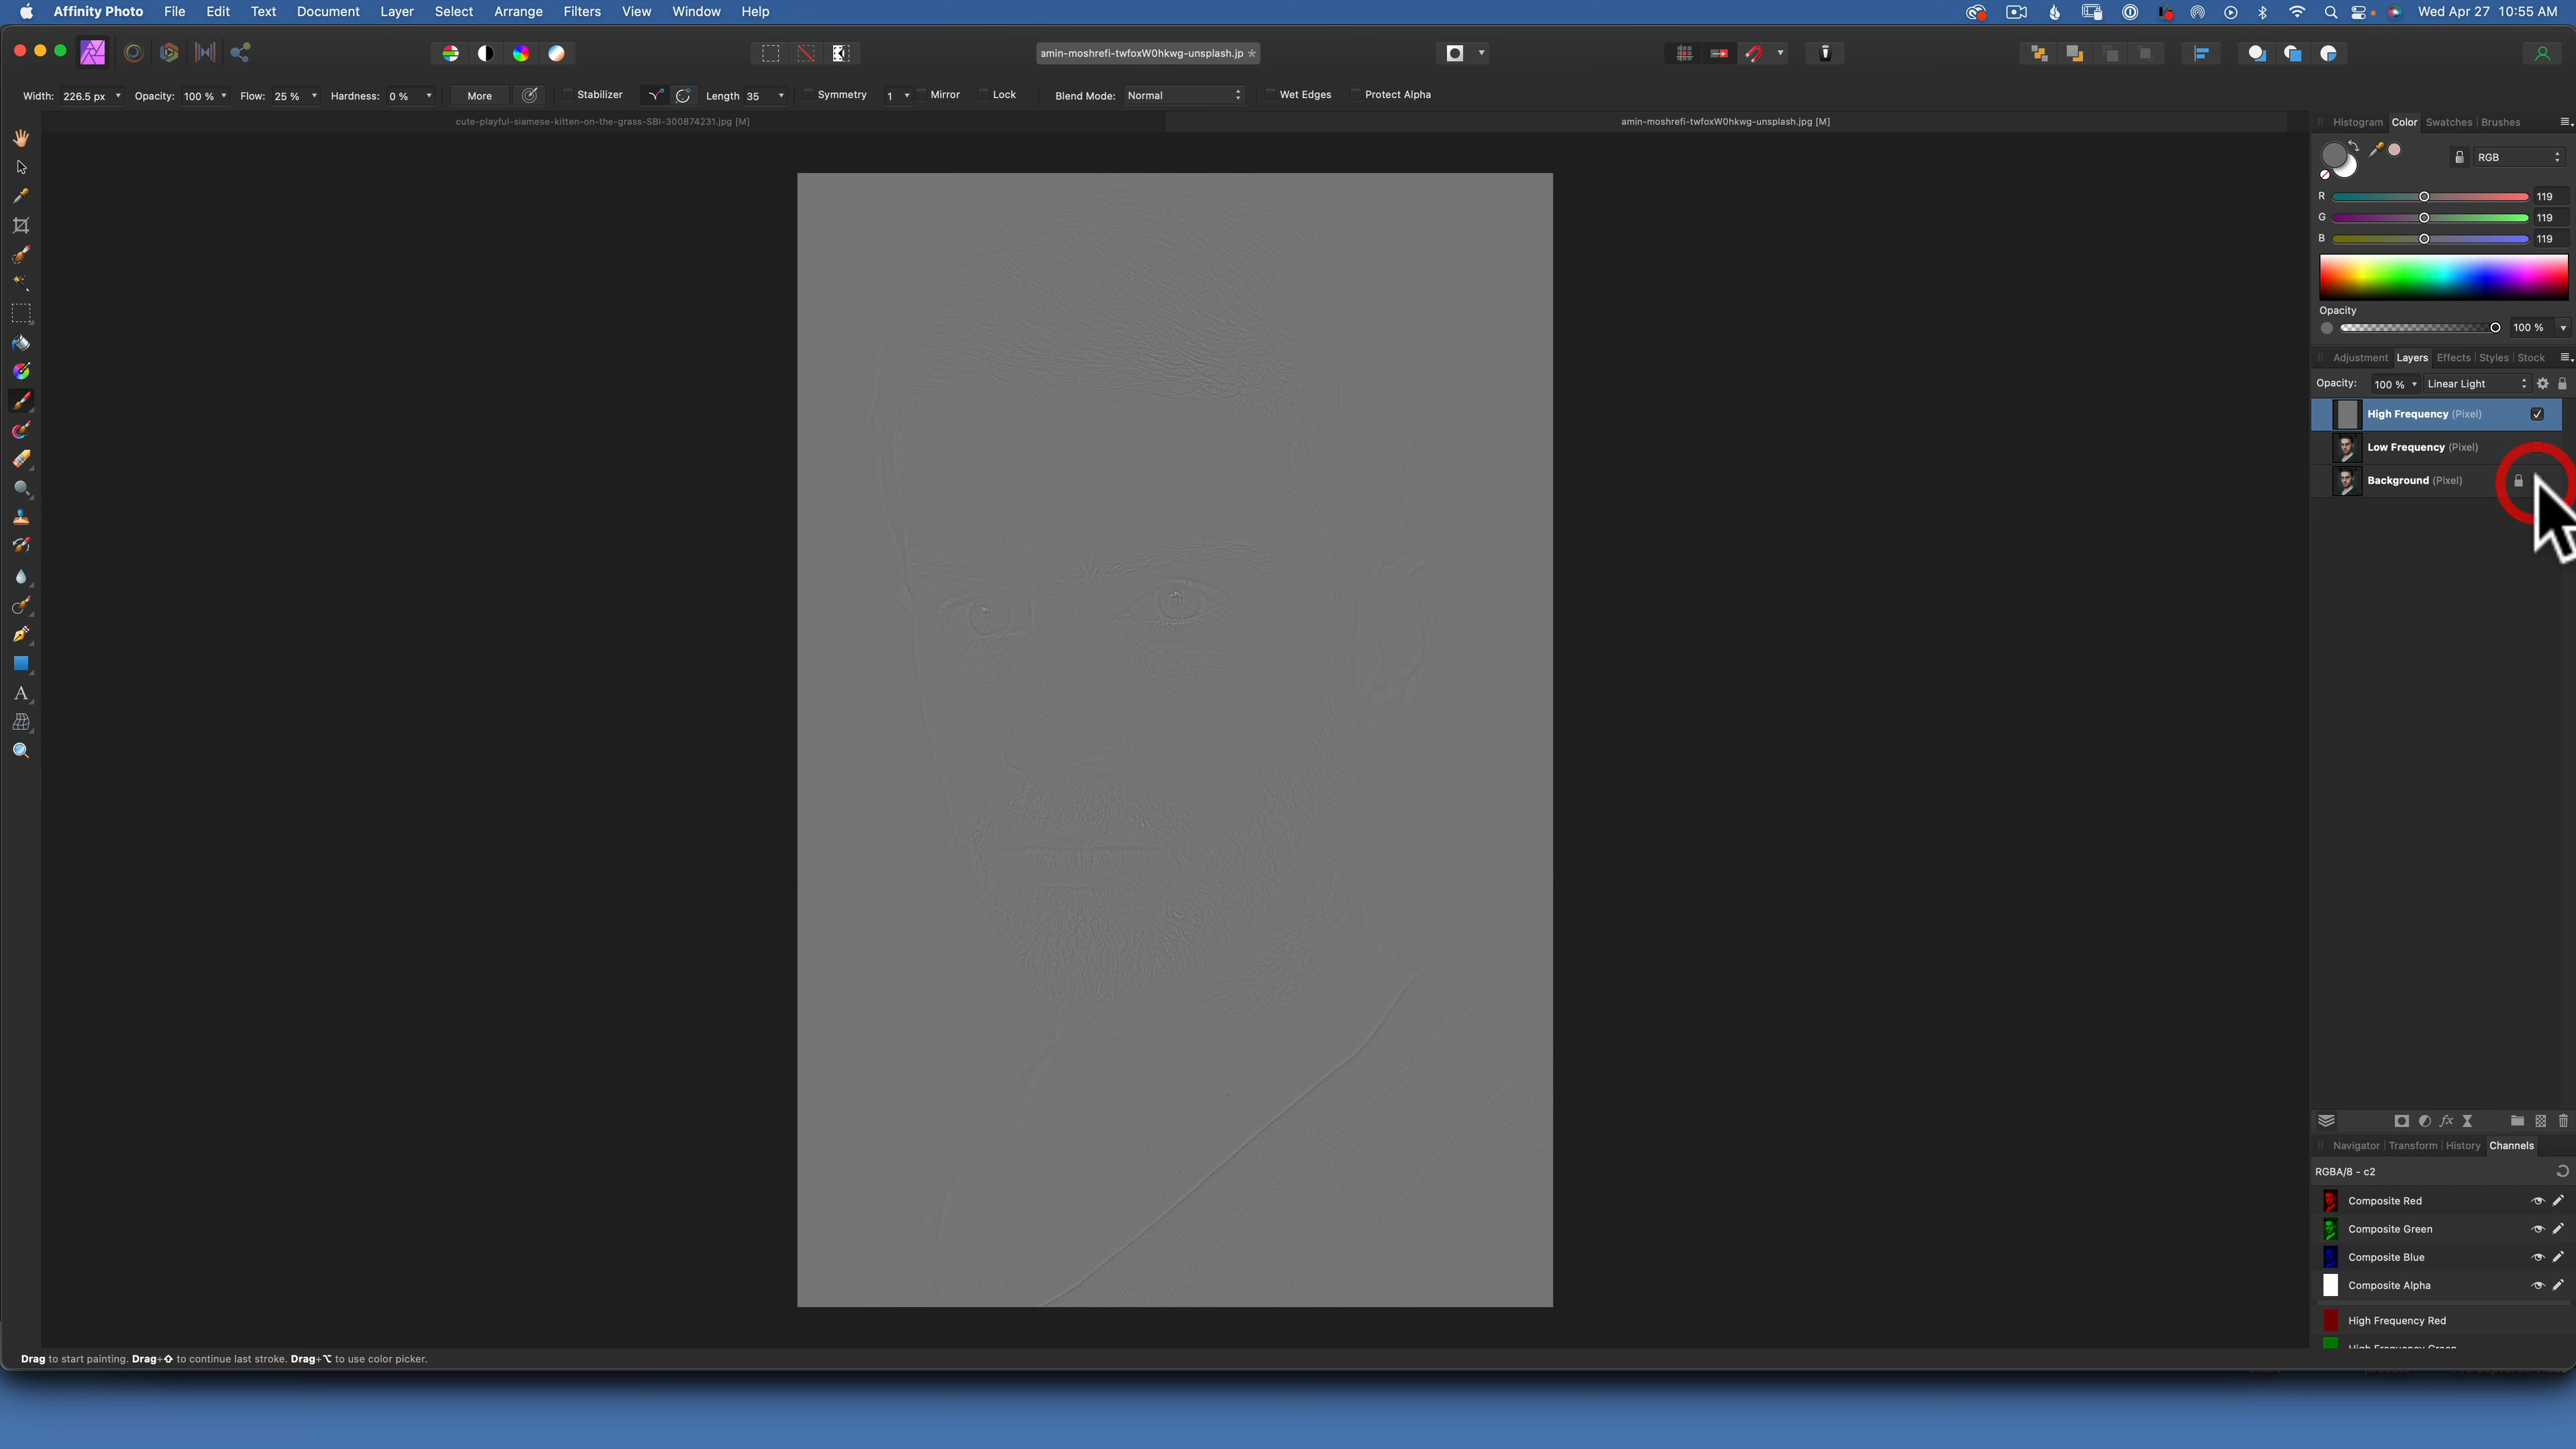 Affinity Photo File Edit Text Document Layer Select Arrange Filters View Window Help Wed Apr 27 10:55 AM
amin-moshrefi-twfoxW0hkwg-unsplash.jp
Width: 226.5 px Opacity: 100 % Flow: 25 % Hardness: 0 % More Stabilizer Length 35 Symmetry 1 Mirror Lock Blend Mode: Normal Wet Edges Protect Alpha
cute-playful-siamese-kitten-on-the-grass-SBI-300874231.jpg [M] amin-moshrefi-twfoxW0hkwg-unsplash.jpg [M]
Histogram Color Swatches Brushes
RGB
R 119
G 119
B 119
Opacity
100 %
Adjustment Layers Effects Styles Stock
Opacity: 100 % Linear Light
High Frequency (Pixel)
Low Frequency (Pixel)
Background (Pixel)
Navigator Transform History Channels
RGBA/8 - c2
Composite Red
Composite Green
Composite Blue
Composite Alpha
High Frequency Red
High Frequency Green
Drag to start painting. Drag+⇧ to continue last stroke. Drag+⌥ to use color picker.